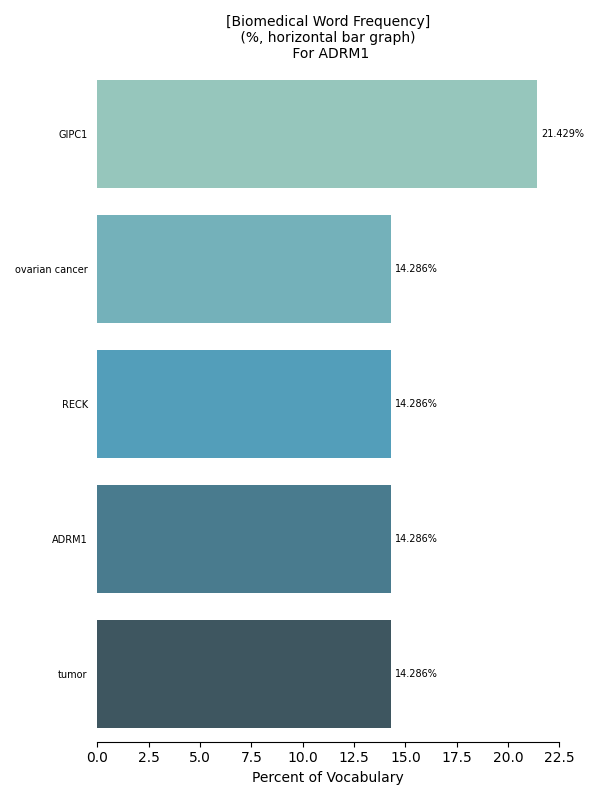 [Biomedical Word Frequency]
(%, horizontal bar graph)
For ADRM1
GIPC1
21.429%
ovarian cancer
14.286%
RECK
14.286%
ADRM1
14.286%
tumor
14.286%
0.0 2.5 5.0 7.5 10.0 12.5 15.0 17.5 20.0 22.5
Percent of Vocabulary